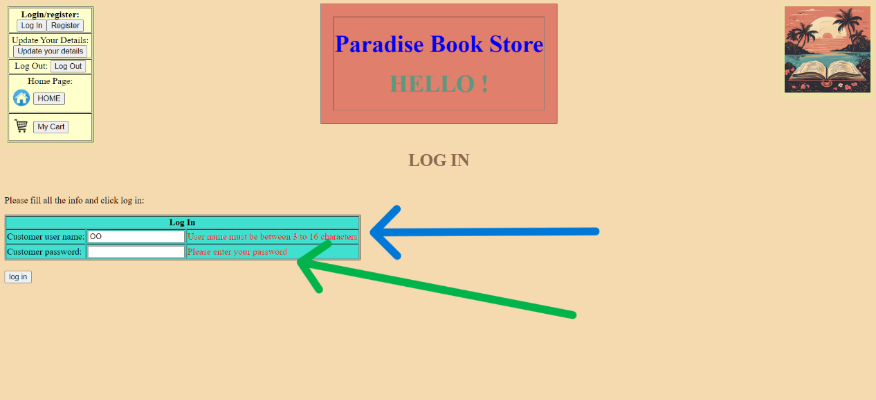 Login/register:
Log In Register
Update Your Details:
Update your details
Log Out: Log Out
Home Page:
HOME
My Cart
Paradise Book Store
HELLO !
LOG IN
Please fill all the info and click log in:
Log In
Customer user name: OO User name must be between 3 to 16 characters
Customer password: Please enter your password
log in